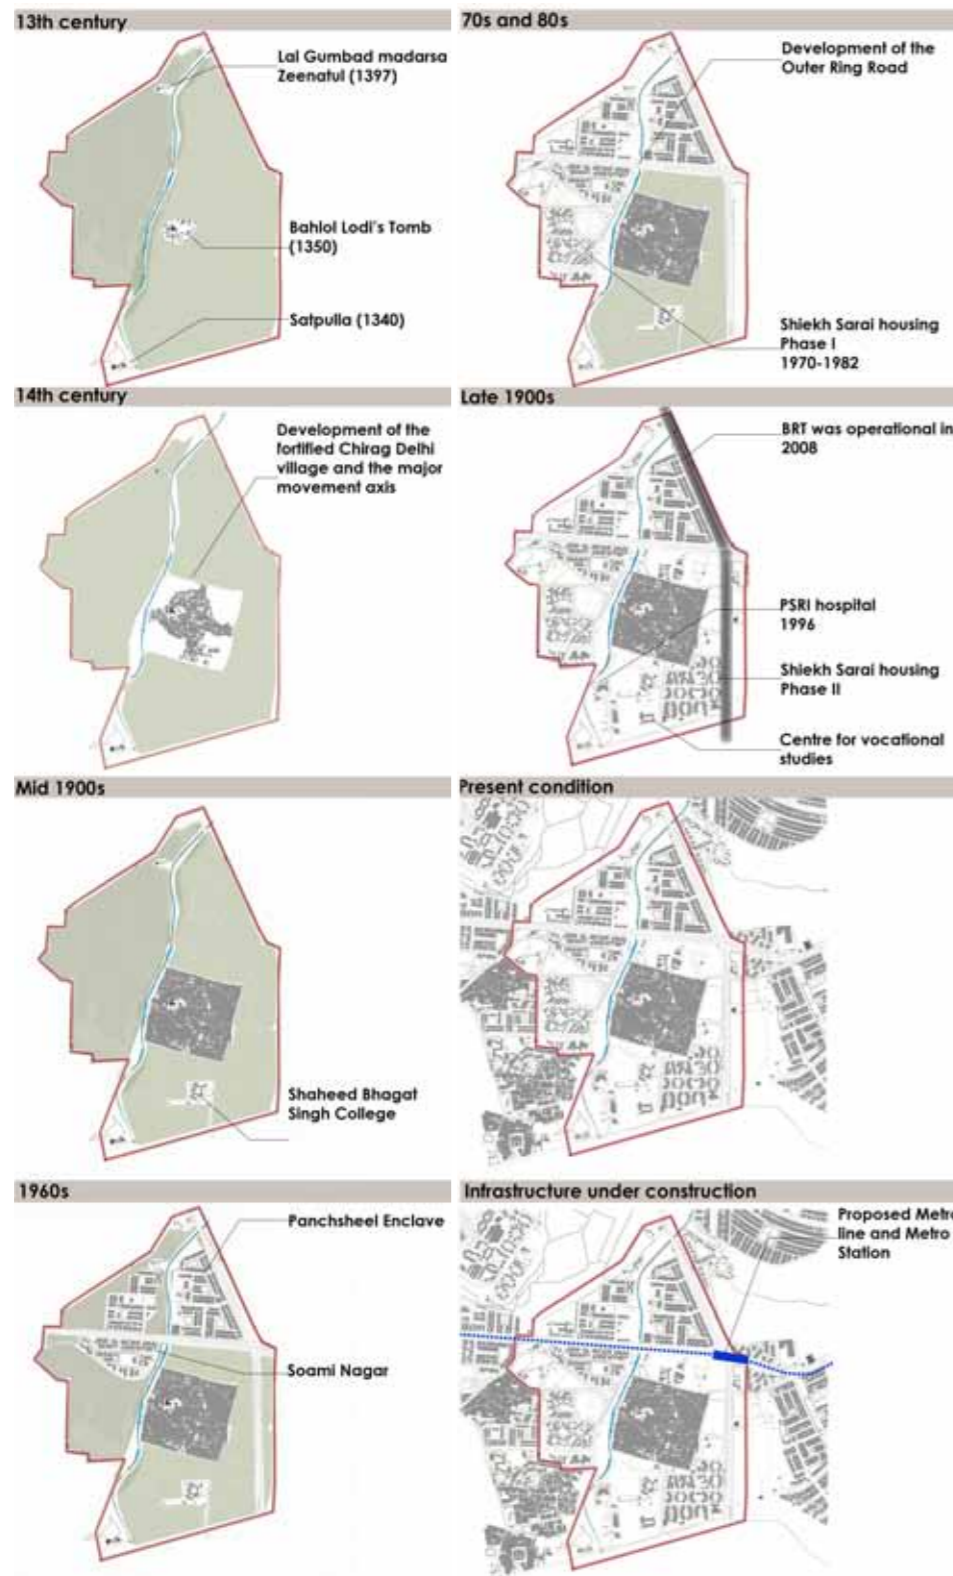 13th century
Lal Gumbad madarsa
Zeenatul (1397)
Bahlol Lodi's Tomb
(1350)
Satpulla (1340)
14th century
Development of the
fortified Chirag Delhi
village and the major
movement axis
Mid 1900s
Shaheed Bhagat
Singh College
1960s
Panchsheel Enclave
Soami Nagar
70s and 80s
Development of the
Outer Ring Road
Shiekh Sarai housing
Phase I
1970-1982
Late 1900s
BRT was operational in
2008
PSRI hospital
1996
Shiekh Sarai housing
Phase II
Centre for vocational
studies
Present condition
Infrastructure under construction
Proposed Metro
line and Metro
Station